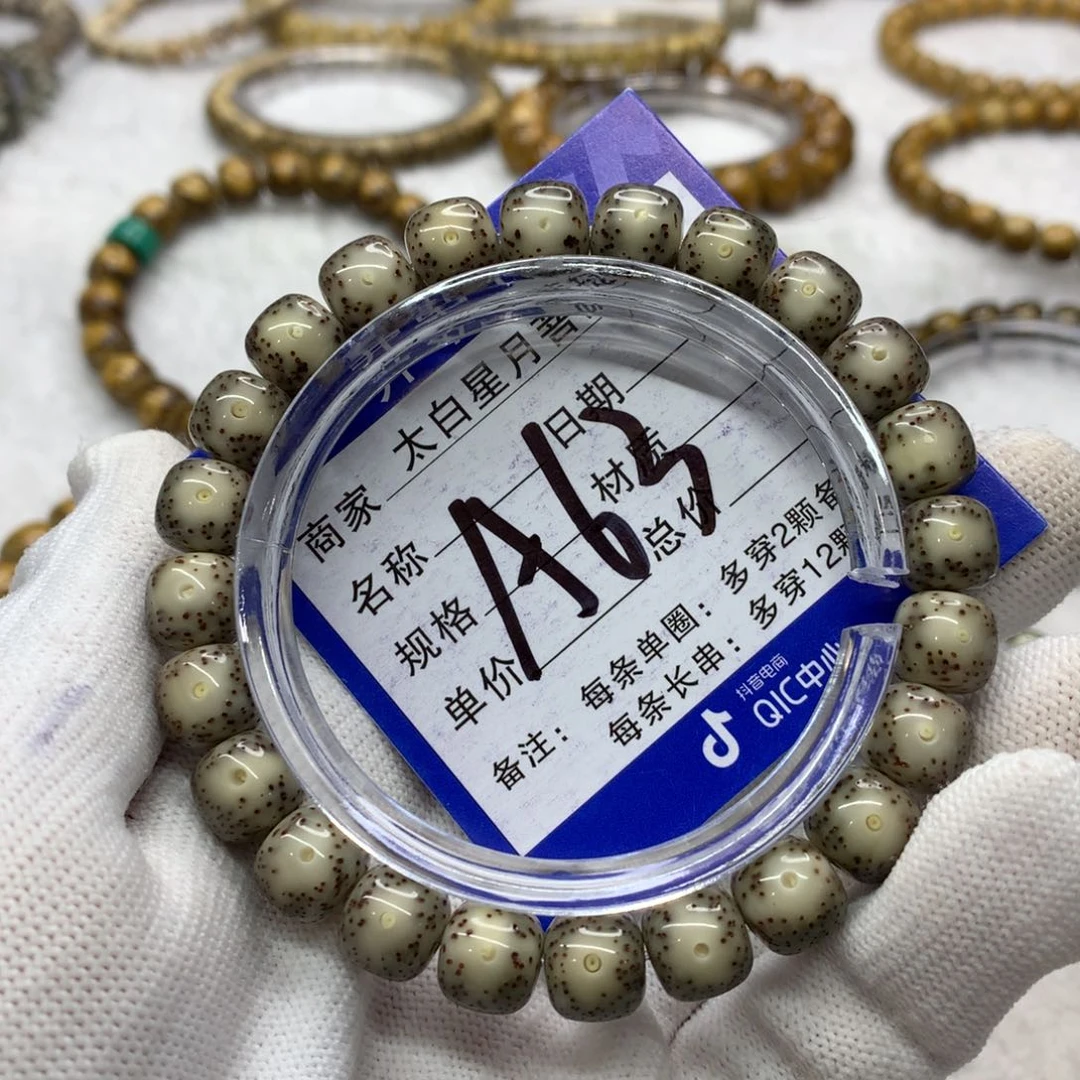 商家 太白星月菩
名称 日期
规格 材质
单价 总价
A63
备注： 每条单圈：多穿2颗备
每条长串：多穿12颗
抖音电商
QIC中心